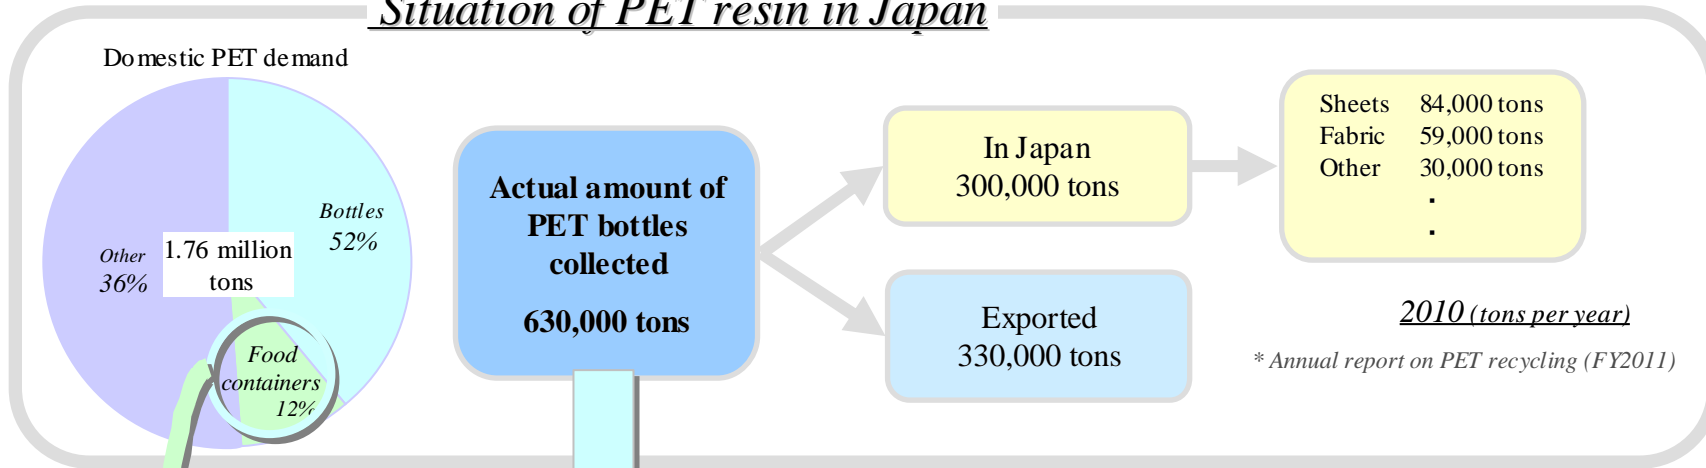 Situation of PET resin in Japan
Domestic PET demand
Bottles
52%
Other
36%
1.76 million
tons
Food
containers
12%
Actual amount of
PET bottles
collected
630,000 tons
In Japan
300,000 tons
Exported
330,000 tons
Sheets 84,000 tons
Fabric 59,000 tons
Other 30,000 tons
・
・
2010 (tons per year)
* Annual report on PET recycling (FY2011)